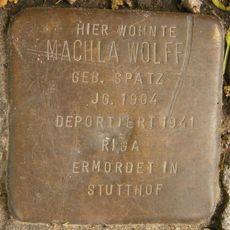 HIER WOHNTE
MACHLA WOLFF
GEB. SPATZ
JG. 1904
DEPORTIERT 1941
RIGA
ERMORDET IN
STUTTHOF